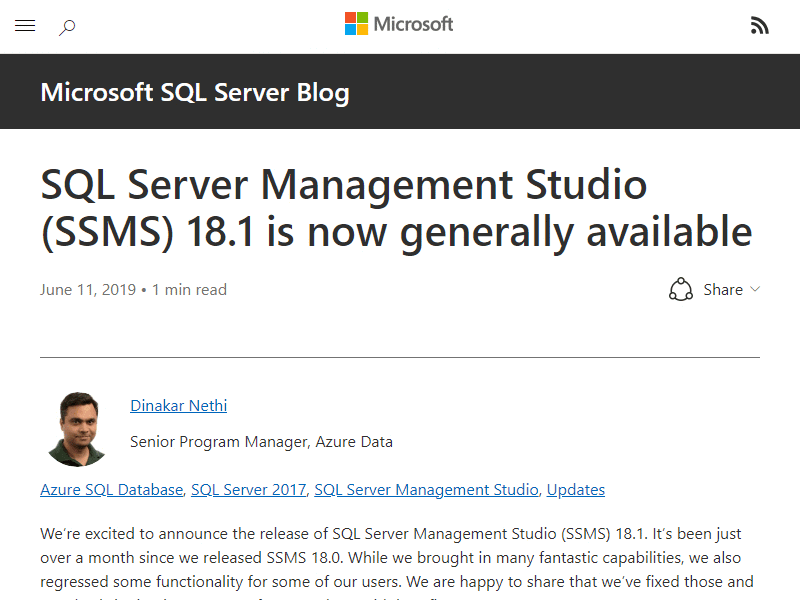 Microsoft
Microsoft SQL Server Blog
SQL Server Management Studio
(SSMS) 18.1 is now generally available
June 11, 2019 • 1 min read
Share
Dinakar Nethi
Senior Program Manager, Azure Data
Azure SQL Database, SQL Server 2017, SQL Server Management Studio, Updates
We’re excited to announce the release of SQL Server Management Studio (SSMS) 18.1. It’s been just
over a month since we released SSMS 18.0. While we brought in many fantastic capabilities, we also
regressed some functionality for some of our users. We are happy to share that we’ve fixed those and